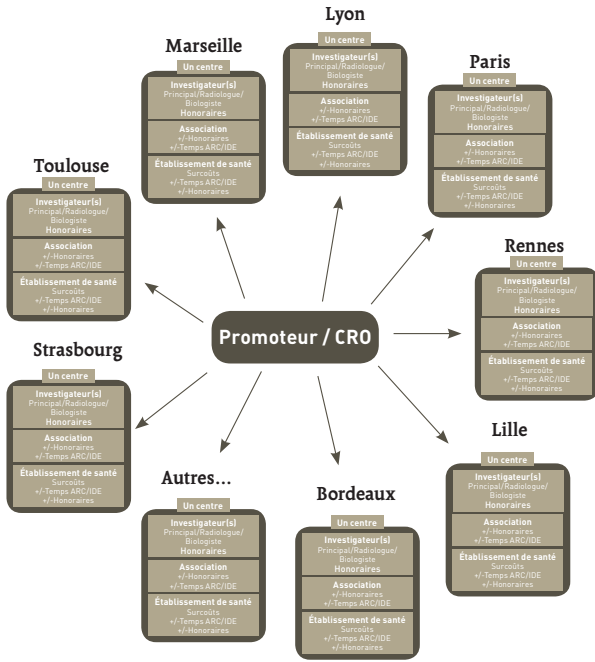 Lyon
Un centre
Investigateur(s)
Principal/Radiologue/
Biologiste
Honoraires
Association
+/-Honoraires
+/-Temps ARC/IDE
Établissement de santé
Surcoûts
+/-Temps ARC/IDE
+/-Honoraires
Marseille
Un centre
Investigateur(s)
Principal/Radiologue/
Biologiste
Honoraires
Association
+/-Honoraires
+/-Temps ARC/IDE
Établissement de santé
Surcoûts
+/-Temps ARC/IDE
+/-Honoraires
Paris
Un centre
Investigateur(s)
Principal/Radiologue/
Biologiste
Honoraires
Association
+/-Honoraires
+/-Temps ARC/IDE
Établissement de santé
Surcoûts
+/-Temps ARC/IDE
+/-Honoraires
Toulouse
Un centre
Investigateur(s)
Principal/Radiologue/
Biologiste
Honoraires
Association
+/-Honoraires
+/-Temps ARC/IDE
Établissement de santé
Surcoûts
+/-Temps ARC/IDE
+/-Honoraires
Rennes
Un centre
Investigateur(s)
Principal/Radiologue/
Biologiste
Honoraires
Association
+/-Honoraires
+/-Temps ARC/IDE
Établissement de santé
Surcoûts
+/-Temps ARC/IDE
+/-Honoraires
Promoteur / CRO
Strasbourg
Un centre
Investigateur(s)
Principal/Radiologue/
Biologiste
Honoraires
Association
+/-Honoraires
+/-Temps ARC/IDE
Établissement de santé
Surcoûts
+/-Temps ARC/IDE
+/-Honoraires
Lille
Un centre
Investigateur(s)
Principal/Radiologue/
Biologiste
Honoraires
Association
+/-Honoraires
+/-Temps ARC/IDE
Établissement de santé
Surcoûts
+/-Temps ARC/IDE
+/-Honoraires
Autres...
Un centre
Investigateur(s)
Principal/Radiologue/
Biologiste
Honoraires
Association
+/-Honoraires
+/-Temps ARC/IDE
Établissement de santé
Surcoûts
+/-Temps ARC/IDE
+/-Honoraires
Bordeaux
Un centre
Investigateur(s)
Principal/Radiologue/
Biologiste
Honoraires
Association
+/-Honoraires
+/-Temps ARC/IDE
Établissement de santé
Surcoûts
+/-Temps ARC/IDE
+/-Honoraires